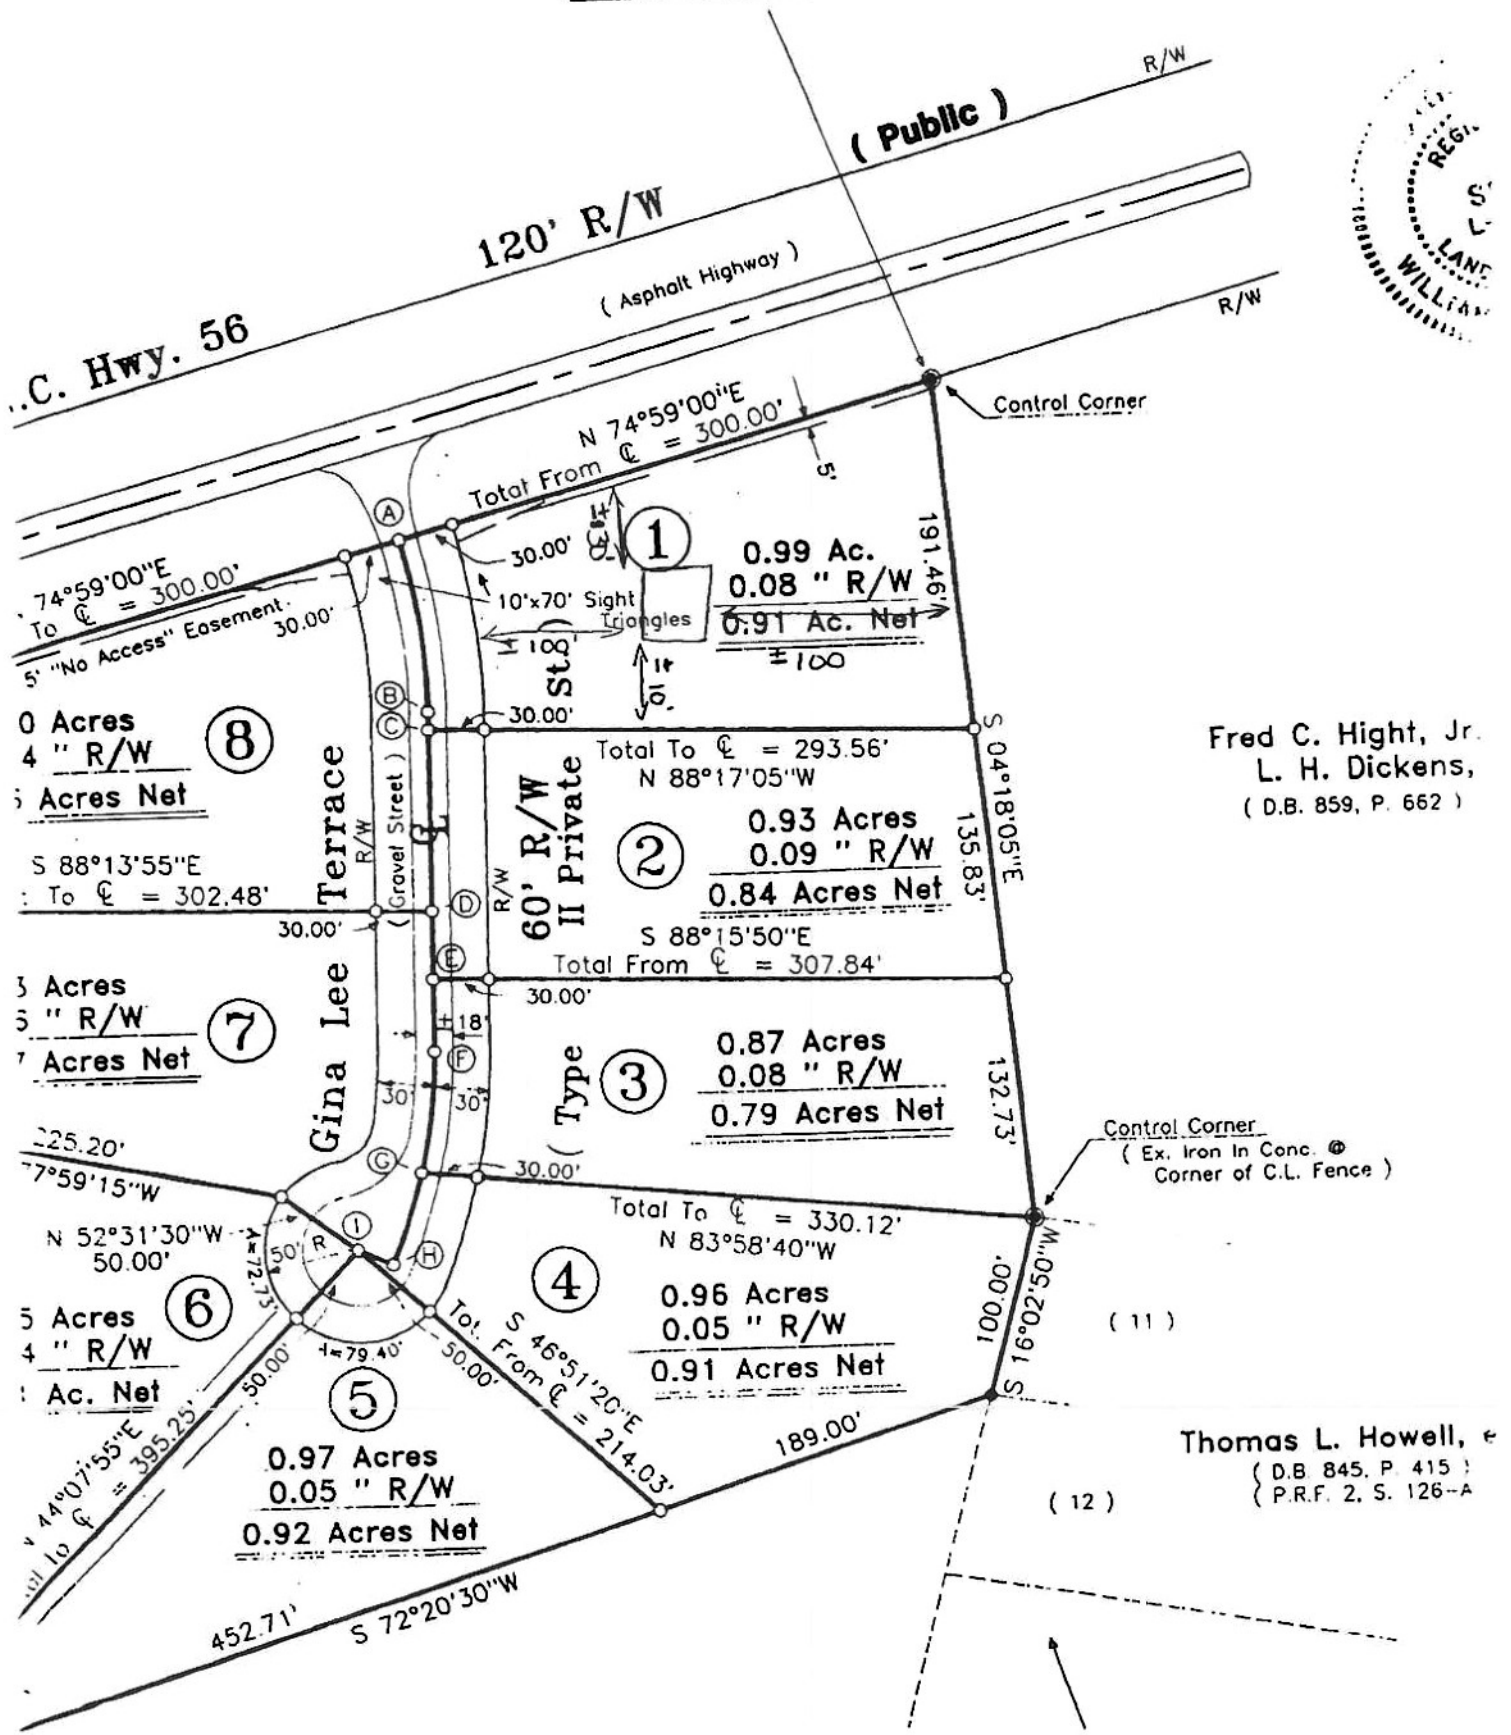 R/W
( Public )
120' R/W
( Asphalt Highway )
.C. Hwy. 56
R/W
REGI
LAND
WILLIAM
Control Corner
N 74°59'00"E
Total From ℄ = 300.00'
5'
A
30.00'
±30'
1
0.99 Ac.
0.08 " R/W
0.91 Ac. Net
±100
191.46'
74°59'00"E
To ℄ = 300.00'
5' "No Access" Easement.
30.00'
10'x70' Sight
Triangles
±10'
B
C
30.00'
Total To ℄ = 293.56'
N 88°17'05"W
S 04°18'05"E
Fred C. Hight, Jr.
L. H. Dickens,
( D.B. 859, P. 662 )
0 Acres
4 " R/W
Acres Net
8
Gina Lee Terrace
R/W
( Gravel Street )
℄
R/W
60' R/W
( Type II Private St. )
2
0.93 Acres
0.09 " R/W
0.84 Acres Net
135.83'
S 88°13'55"E
: To ℄ = 302.48'
30.00'
D
S 88°15'50"E
E
Total From ℄ = 307.84'
30.00'
3 Acres
" R/W
Acres Net
7
±18'
F
30'
30'
3
0.87 Acres
0.08 " R/W
0.79 Acres Net
132.73'
Control Corner
( Ex. Iron In Conc. @
Corner of C.L. Fence )
225.20'
77°59'15"W
G
30.00'
Total To ℄ = 330.12'
N 83°58'40"W
N 52°31'30"W
50.00'
50'
R
I
H
A=72.73'
6
5 Acres
4 " R/W
Ac. Net
4
0.96 Acres
0.05 " R/W
0.91 Acres Net
100.00'
S 16°02'50"W
( 11 )
A=79.40'
50.00'
50.00'
S 46°51'20"E
Tot. From ℄ = 214.03'
5
0.97 Acres
0.05 " R/W
0.92 Acres Net
44°07'55"E
to ℄ = 395.25'
189.00'
Thomas L. Howell,
( D.B. 845, P. 415 )
( P.R.F. 2, S. 126-A
( 12 )
452.71'
S 72°20'30"W